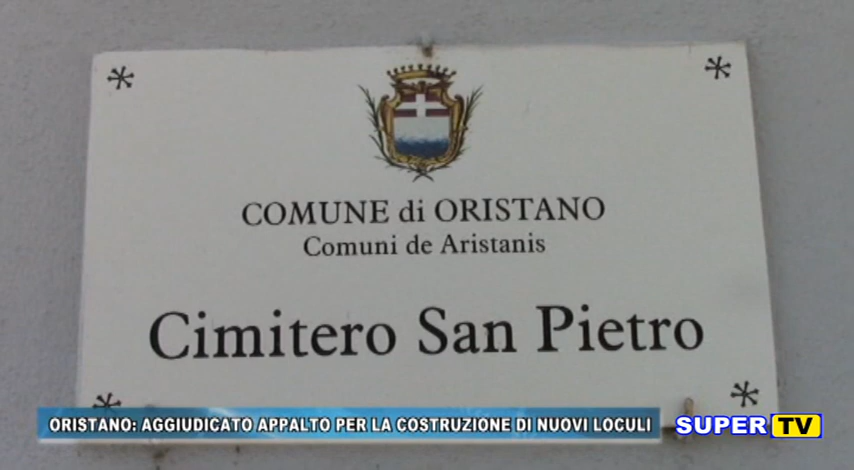 COMUNE di ORISTANO
Comuni de Aristanis
Cimitero San Pietro
ORISTANO: AGGIUDICATO APPALTO PER LA COSTRUZIONE DI NUOVI LOCULI
SUPER TV